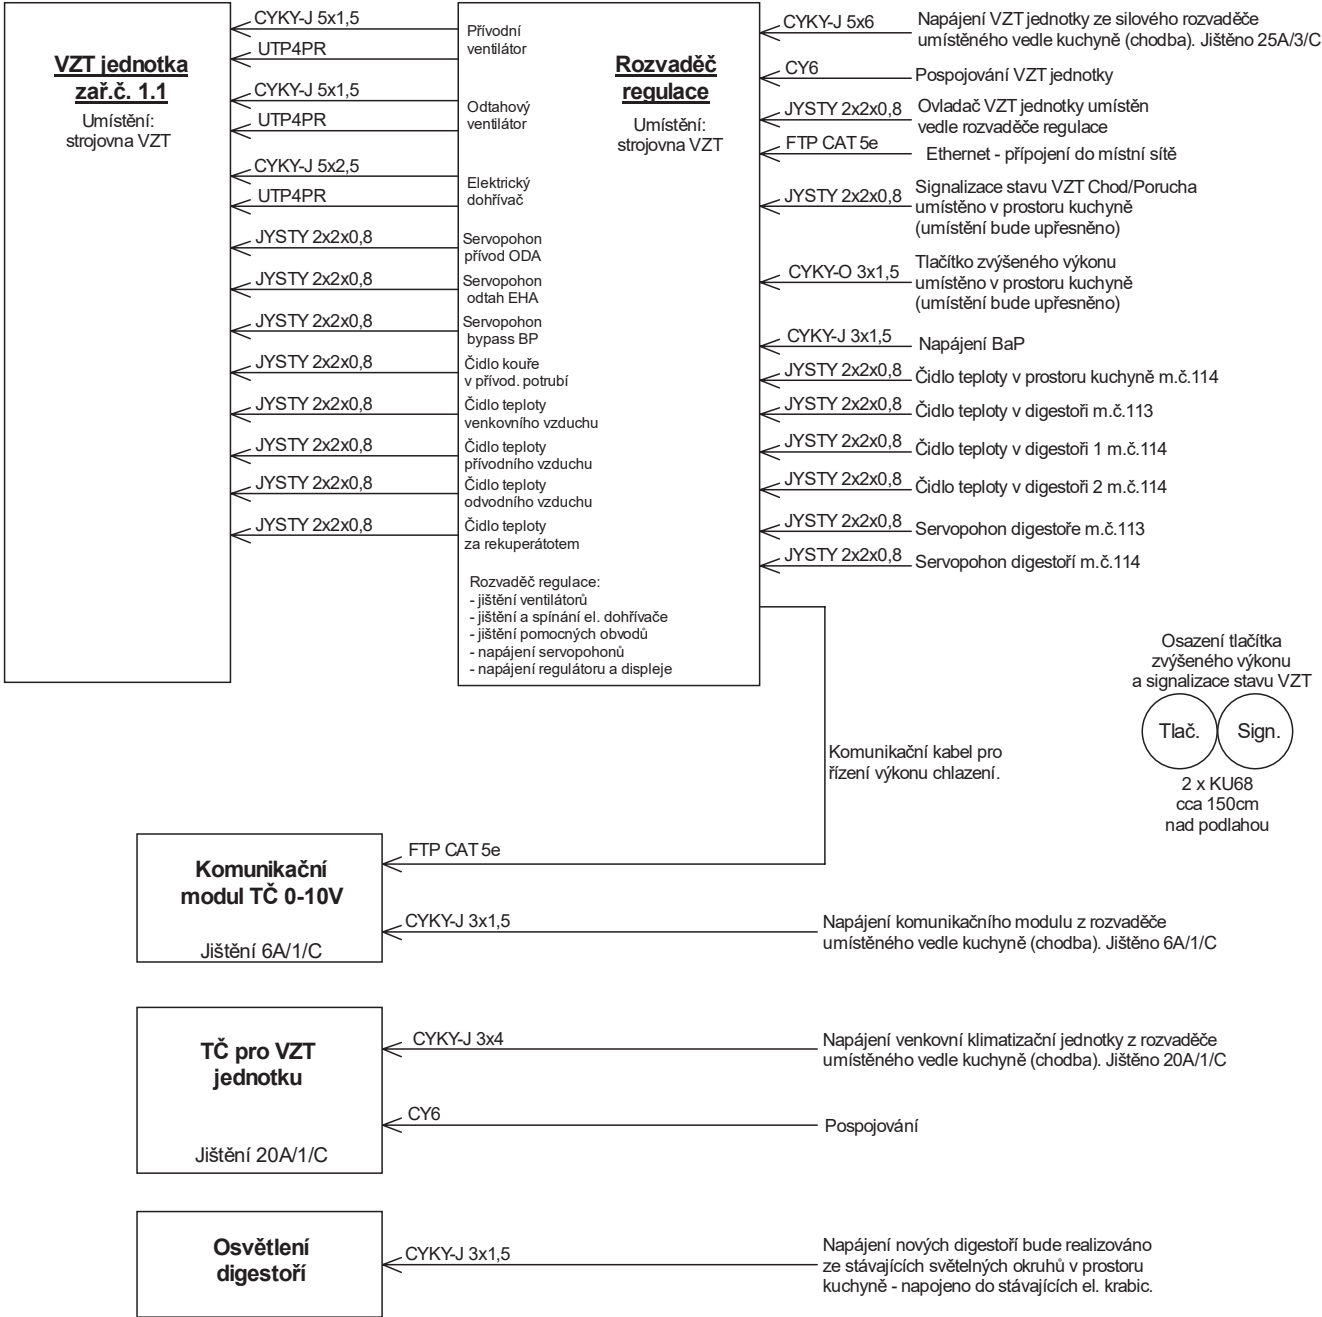 VZT jednotka
zař.č. 1.1
Umístění:
strojovna VZT
CYKY-J 5x1,5
UTP4PR
CYKY-J 5x1,5
UTP4PR
CYKY-J 5x2,5
UTP4PR
JYSTY 2x2x0,8
JYSTY 2x2x0,8
JYSTY 2x2x0,8
JYSTY 2x2x0,8
JYSTY 2x2x0,8
JYSTY 2x2x0,8
JYSTY 2x2x0,8
JYSTY 2x2x0,8
Přívodní
ventilátor
Odtahový
ventilátor
Elektrický
dohřívač
Servopohon
přívod ODA
Servopohon
odtah EHA
Servopohon
bypass BP
Čidlo kouře
v přívod. potrubí
Čidlo teploty
venkovního vzduchu
Čidlo teploty
přívodního vzduchu
Čidlo teploty
odvodního vzduchu
Čidlo teploty
za rekuperátotem
Rozvaděč
regulace
Umístění:
strojovna VZT
Rozvaděč regulace:
- jištění ventilátorů
- jištění a spínání el. dohřívače
- jištění pomocných obvodů
- napájení servopohonů
- napájení regulátoru a displeje
CYKY-J 5x6
Napájení VZT jednotky ze silového rozvaděče
umístěného vedle kuchyně (chodba). Jištěno 25A/3/C
CY6
Pospojování VZT jednotky
JYSTY 2x2x0,8
Ovladač VZT jednotky umístěn
vedle rozvaděče regulace
FTP CAT 5e
Ethernet - přípojení do místní sítě
JYSTY 2x2x0,8
Signalizace stavu VZT Chod/Porucha
umístěno v prostoru kuchyně
(umístění bude upřesněno)
CYKY-O 3x1,5
Tlačítko zvýšeného výkonu
umístěno v prostoru kuchyně
(umístění bude upřesněno)
CYKY-J 3x1,5
Napájení BaP
JYSTY 2x2x0,8
Čidlo teploty v prostoru kuchyně m.č.114
JYSTY 2x2x0,8
Čidlo teploty v digestoři m.č.113
JYSTY 2x2x0,8
Čidlo teploty v digestoři 1 m.č.114
JYSTY 2x2x0,8
Čidlo teploty v digestoři 2 m.č.114
JYSTY 2x2x0,8
Servopohon digestoře m.č.113
JYSTY 2x2x0,8
Servopohon digestoří m.č.114
Osazení tlačítka
zvýšeného výkonu
a signalizace stavu VZT
Tlač.
Sign.
2 x KU68
cca 150cm
nad podlahou
Komunikační kabel pro
řízení výkonu chlazení.
Komunikační
modul TČ 0-10V
Jištění 6A/1/C
FTP CAT 5e
CYKY-J 3x1,5
Napájení komunikačního modulu z rozvaděče
umístěného vedle kuchyně (chodba). Jištěno 6A/1/C
TČ pro VZT
jednotku
Jištění 20A/1/C
CYKY-J 3x4
Napájení venkovní klimatizační jednotky z rozvaděče
umístěného vedle kuchyně (chodba). Jištěno 20A/1/C
CY6
Pospojování
Osvětlení
digestoří
CYKY-J 3x1,5
Napájení nových digestoří bude realizováno
ze stávajících světelných okruhů v prostoru
kuchyně - napojeno do stávajících el. krabic.